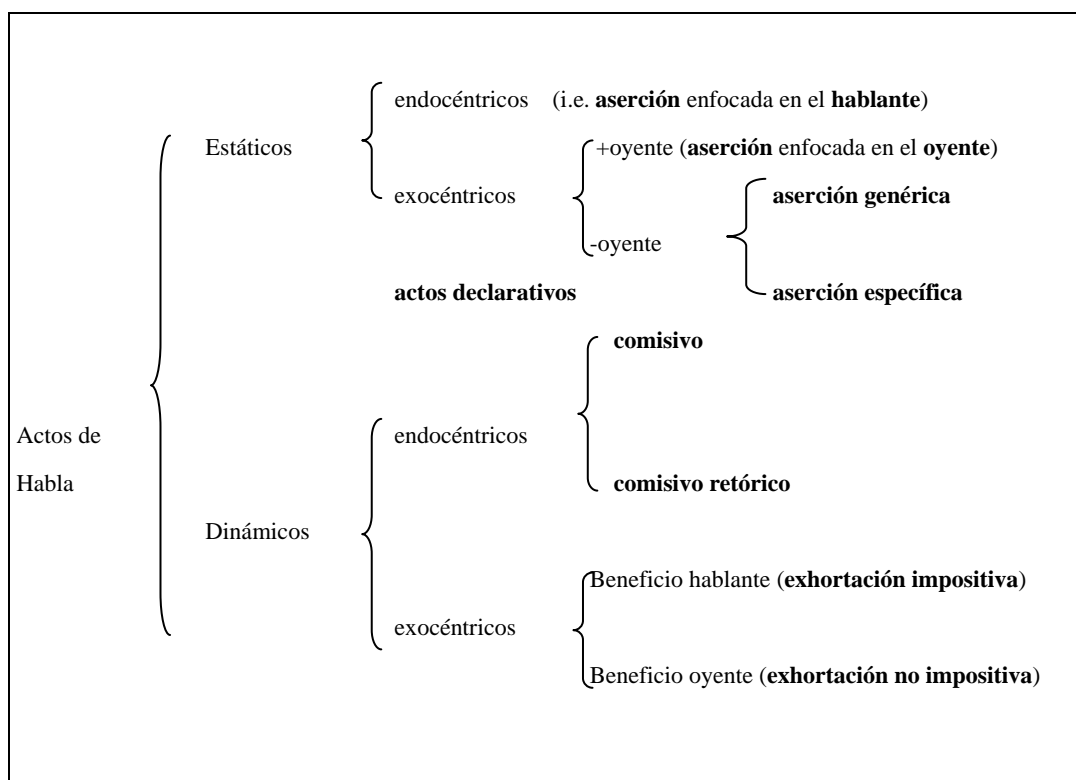 endocéntricos (i.e. aserción enfocada en el hablante)
Estáticos
+oyente (aserción enfocada en el oyente)
exocéntricos
aserción genérica
-oyente
actos declarativos
aserción específica
comisivo
Actos de
Habla
endocéntricos
comisivo retórico
Dinámicos
Beneficio hablante (exhortación impositiva)
exocéntricos
Beneficio oyente (exhortación no impositiva)